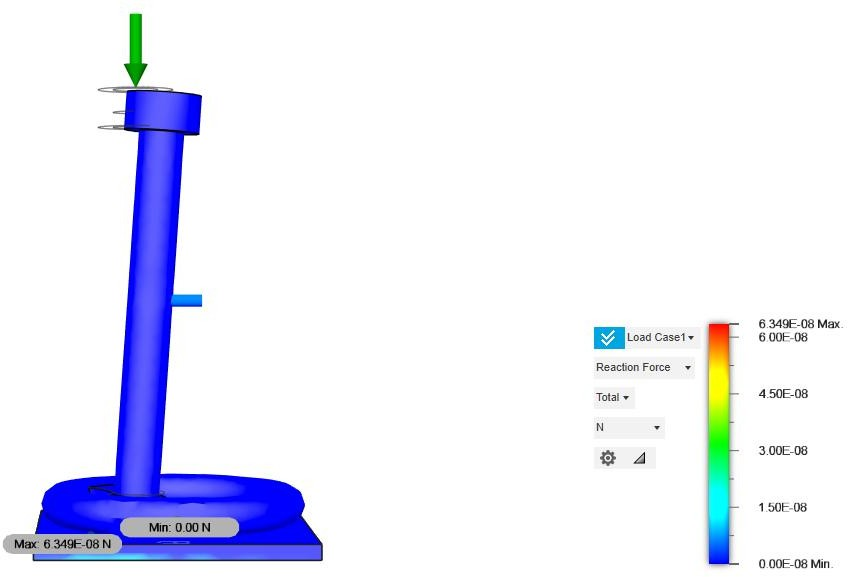 6.349E-08 Max.
Load Case1
6.00E-08
Reaction Force
Total
4.50E-08
N
3.00E-08
1.50E-08
Min: 0.00 N
Max: 6.349E-08 N
0.00E-08 Min.